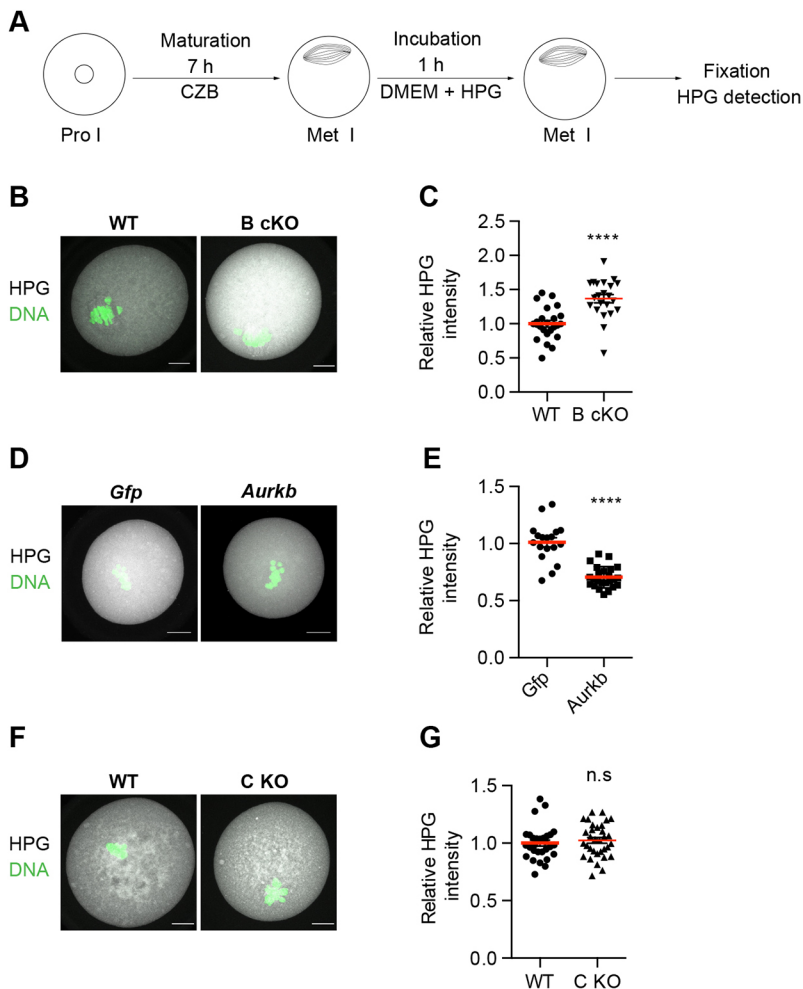 A
Maturation
7 h
CZB
Incubation
1 h
DMEM + HPG
Fixation
HPG detection
Pro I
Met I
Met I
B
WT
B cKO
HPG
DNA
C
Relative HPG
intensity
2.5
2.0
1.5
1.0
0.5
0.0
****
WT
B cKO
D
Gfp
Aurkb
HPG
DNA
E
Relative HPG
intensity
1.5
1.0
0.5
0.0
****
Gfp
Aurkb
F
WT
C KO
HPG
DNA
G
Relative HPG
intensity
1.5
1.0
0.5
0.0
n.s
WT
C KO